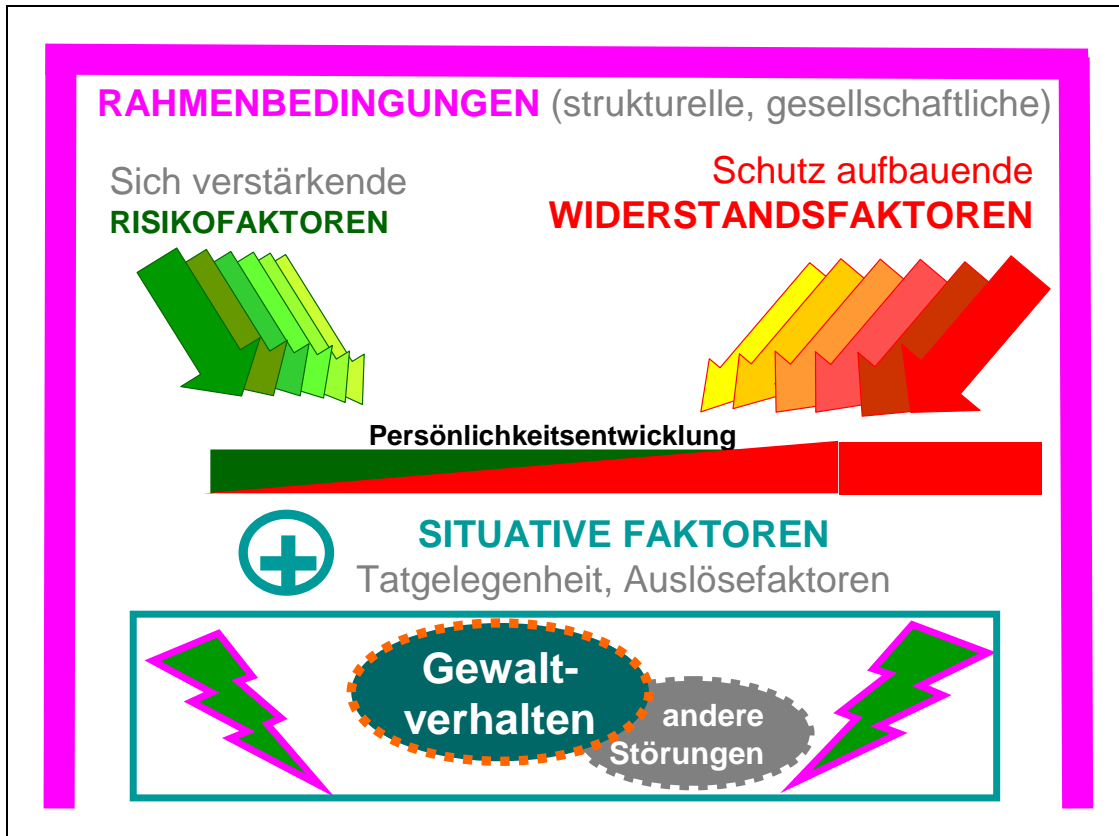 RAHMENBEDINGUNGEN (strukturelle, gesellschaftliche)
Sich verstärkende
RISIKOFAKTOREN
Schutz aufbauende
WIDERSTANDSFAKTOREN
Persönlichkeitsentwicklung
SITUATIVE FAKTOREN
Tatgelegenheit, Auslösefaktoren
Gewalt-
verhalten
andere
Störungen